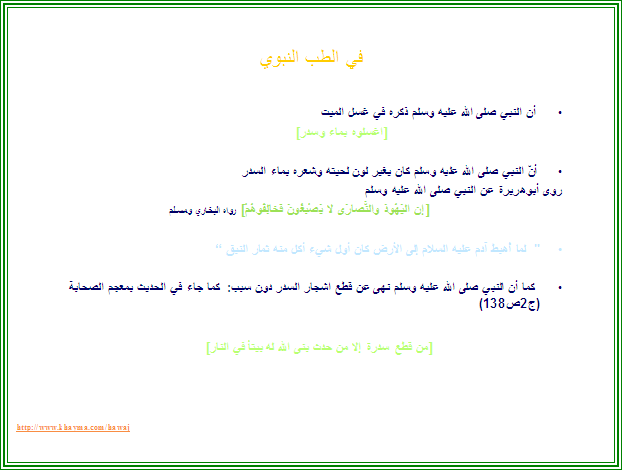 في الطب النبوي
• أن النبي صلى الله عليه وسلم ذكره في غسل الميت
[اغسلوه بماء وسدر]
• أنّ النبي صلى الله عليه وسلم كان يغير لون لحيته وشعره بماء السدر
روى أبوهريرة عن النبي صلى الله عليه وسلم
[إن اليَهُودَ والنَّصارَى لا يَصْبُغُونَ فَخَالِفُوهُمْ] رواه البخاري ومسلم
• " لما أهبط آدم عليه السلام إلى الأرض كان أول شيء أكل منه ثمار النبق "
• كما أن النبي صلى الله عليه وسلم نهى عن قطع اشجار السدر دون سبب: كما جاء في الحديث بمعجم الصحابة
(ج2ص138)
[من قطع سدرة إلا من حدث بنى الله له بيتاً في النار]
http://www.khayma.com/hawaj